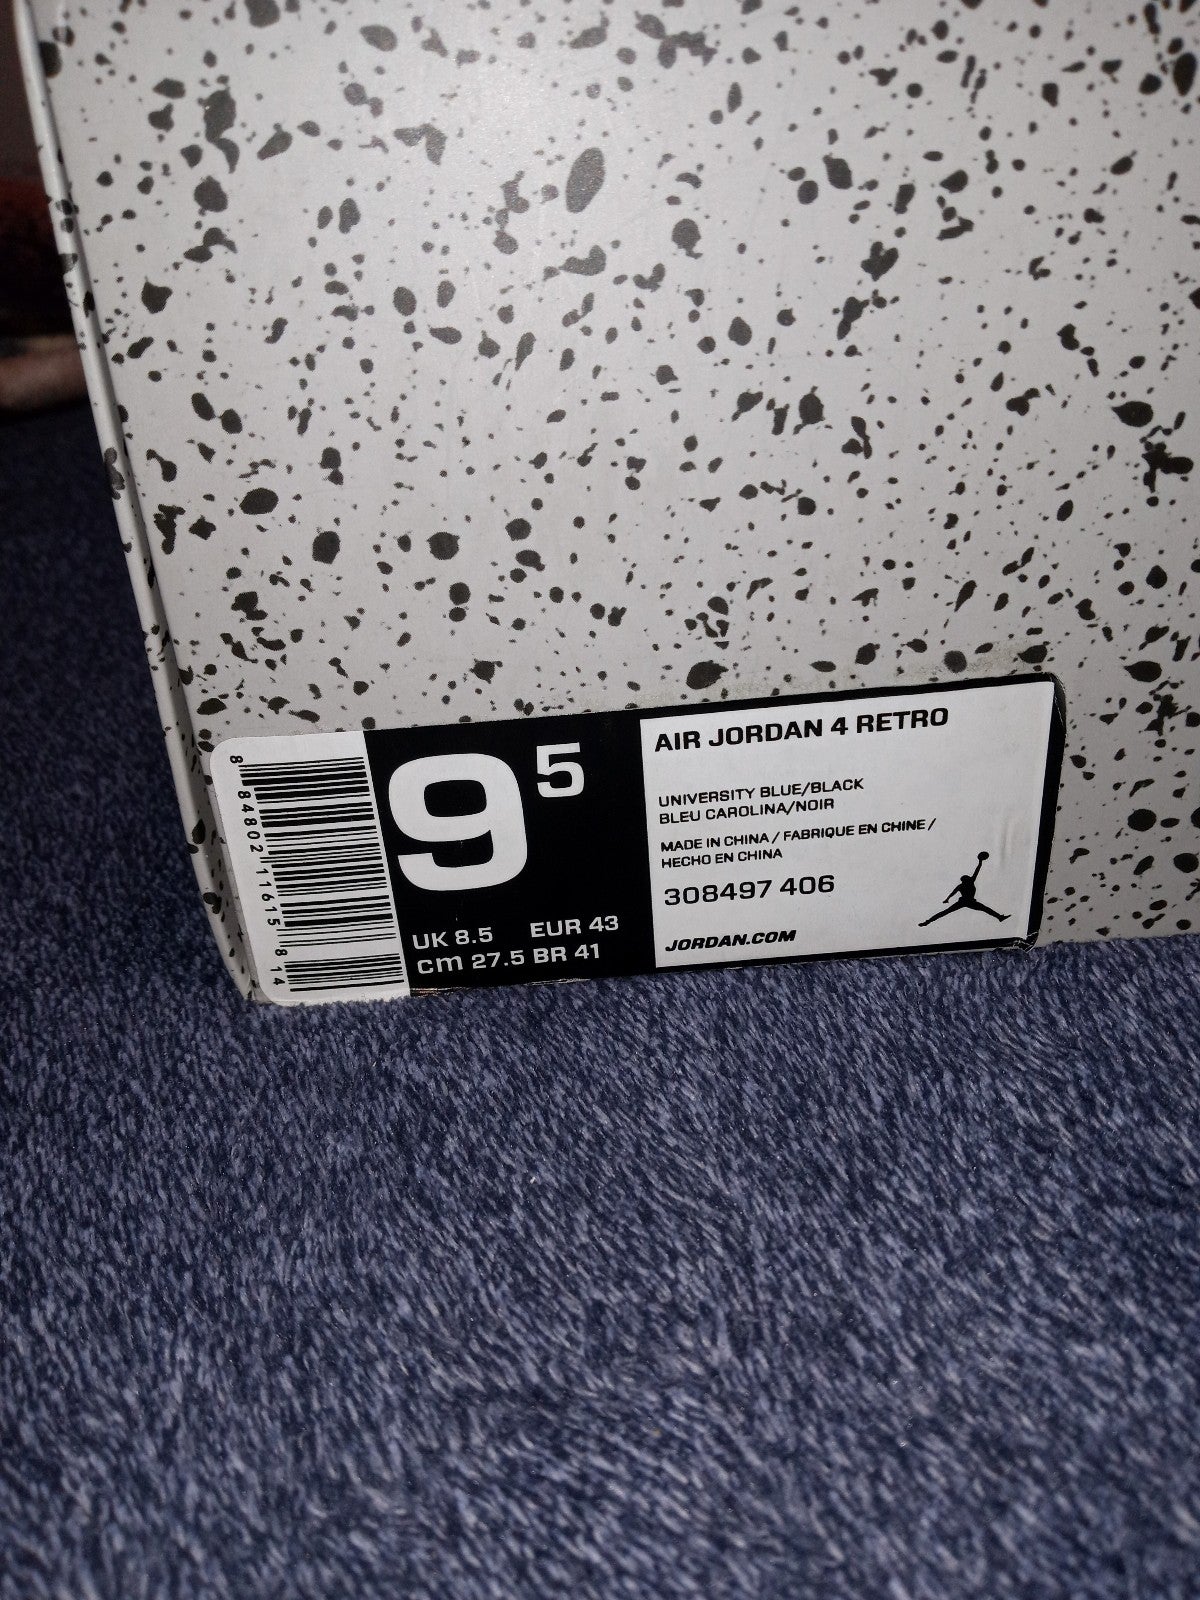 8 84802 11615 8 14
9 5
UK 8.5 EUR 43
cm 27.5 BR 41
AIR JORDAN 4 RETRO
UNIVERSITY BLUE/BLACK
BLEU CAROLINA/NOIR
MADE IN CHINA / FABRIQUE EN CHINE /
HECHO EN CHINA
308497 406
JORDAN.COM